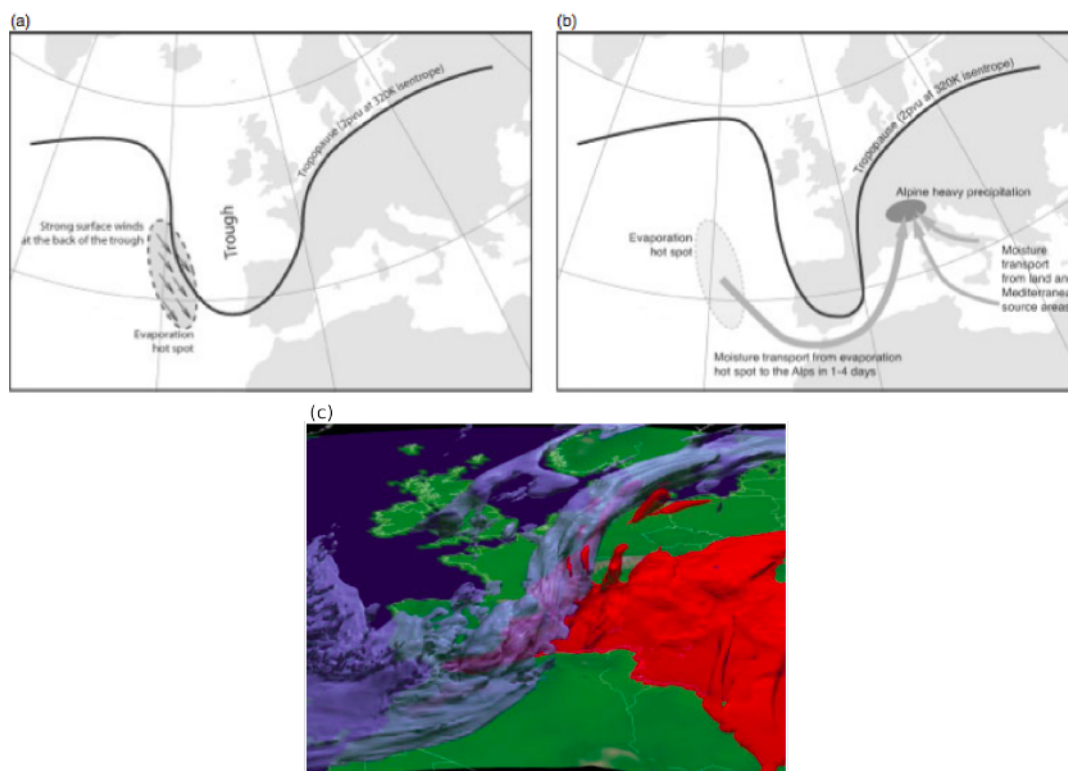 (a)
Tropopause (2pvu at 320K isentrope)
Trough
Strong surface winds
at the back of the trough
Evaporation
hot spot
(b)
Tropopause (2pvu at 320K isentrope)
Alpine heavy precipitation
Evaporation
hot spot
Moisture
transport
from land an
Mediterranea
source areas
Moisture transport from evaporation
hot spot to the Alps in 1-4 days
(c)